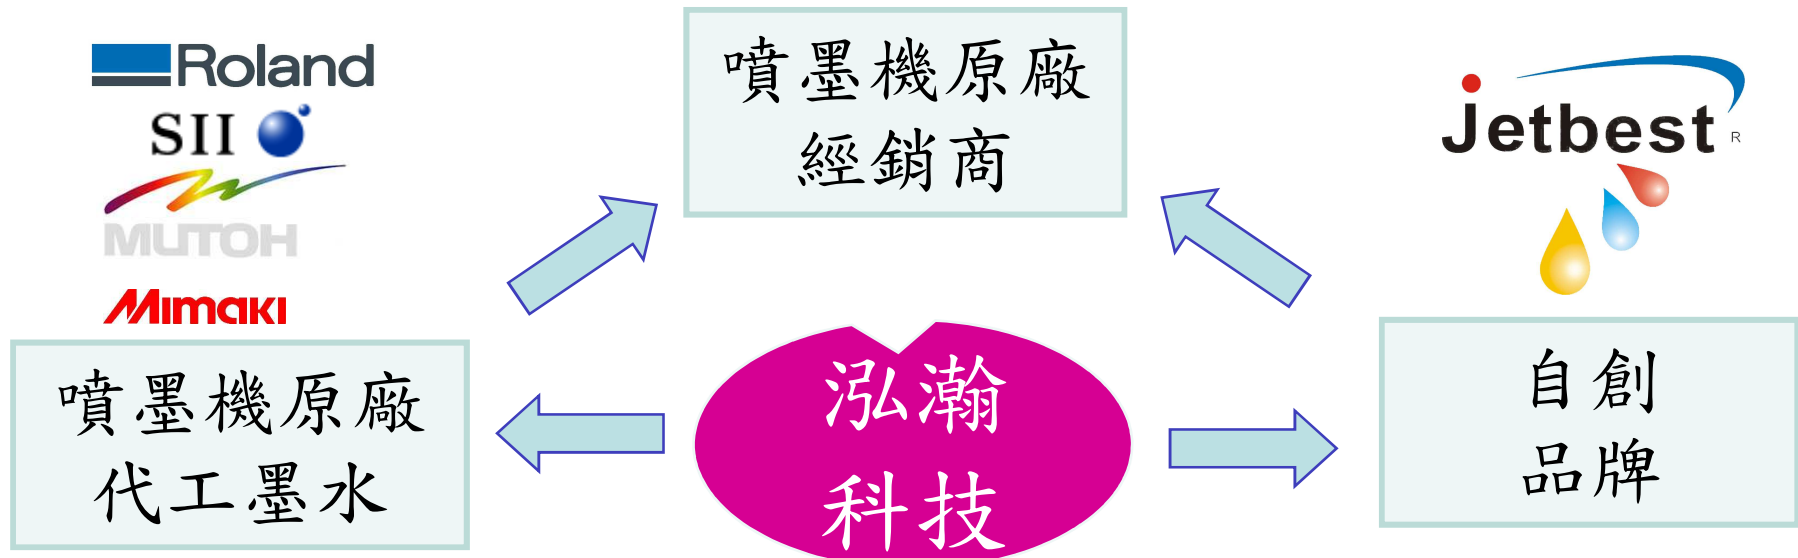 Roland
SII
MUTOH
Mimaki
噴墨機原廠
代工墨水
噴墨機原廠
經銷商
泓瀚
科技
Jetbest R
自創
品牌